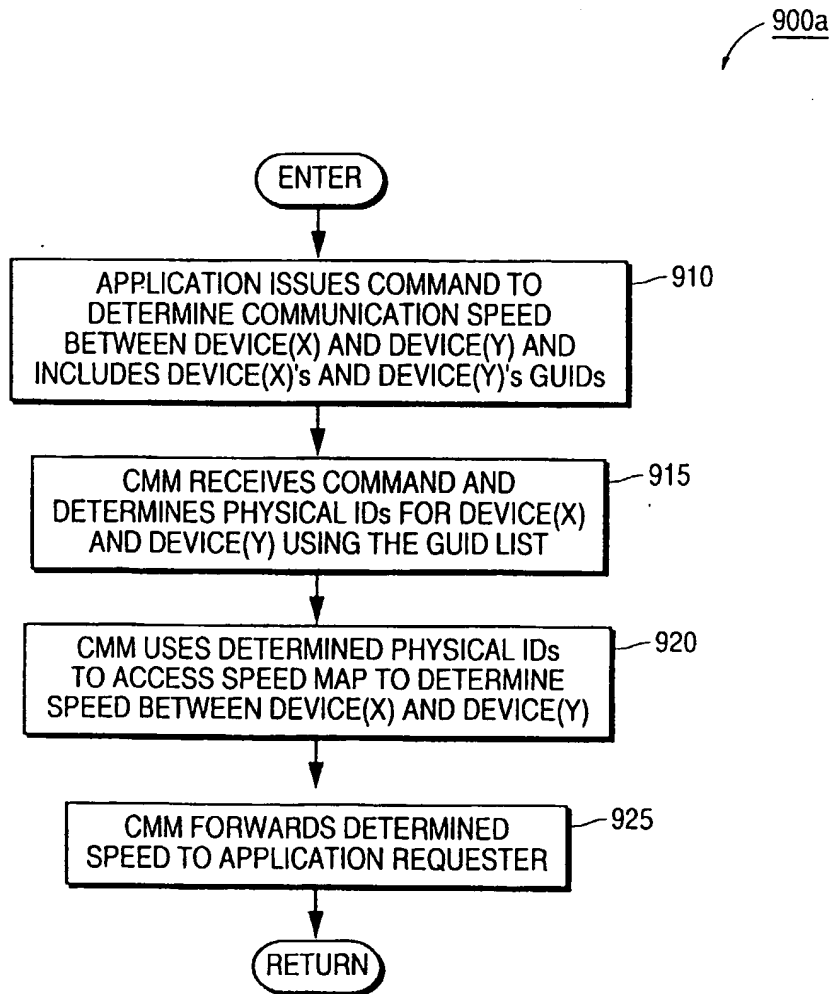 900a
ENTER
APPLICATION ISSUES COMMAND TO
DETERMINE COMMUNICATION SPEED
BETWEEN DEVICE(X) AND DEVICE(Y) AND
INCLUDES DEVICE(X)'s AND DEVICE(Y)'s GUIDs
910
CMM RECEIVES COMMAND AND
DETERMINES PHYSICAL IDs FOR DEVICE(X)
AND DEVICE(Y) USING THE GUID LIST
915
CMM USES DETERMINED PHYSICAL IDs
TO ACCESS SPEED MAP TO DETERMINE
SPEED BETWEEN DEVICE(X) AND DEVICE(Y)
920
CMM FORWARDS DETERMINED
SPEED TO APPLICATION REQUESTER
925
RETURN